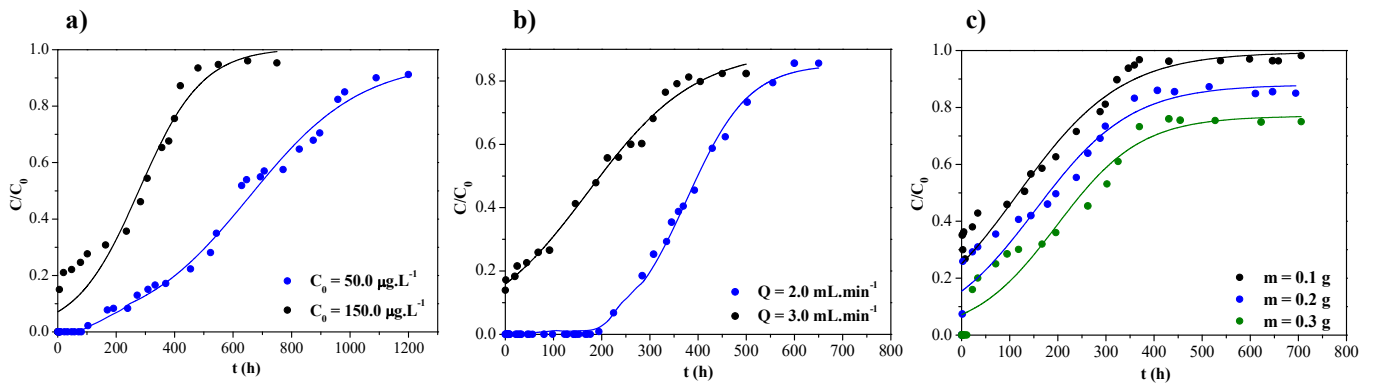 a)
C/C₀
1.0
0.8
0.6
0.4
0.2
0.0
0 200 400 600 800 1000 1200
t (h)
C₀ = 50.0 µg.L⁻¹
C₀ = 150.0 µg.L⁻¹
b)
C/C₀
0.8
0.6
0.4
0.2
0.0
0 100 200 300 400 500 600 700 800
t (h)
Q = 2.0 mL.min⁻¹
Q = 3.0 mL.min⁻¹
c)
C/C₀
1.0
0.8
0.6
0.4
0.2
0.0
0 100 200 300 400 500 600 700 800
t (h)
m = 0.1 g
m = 0.2 g
m = 0.3 g